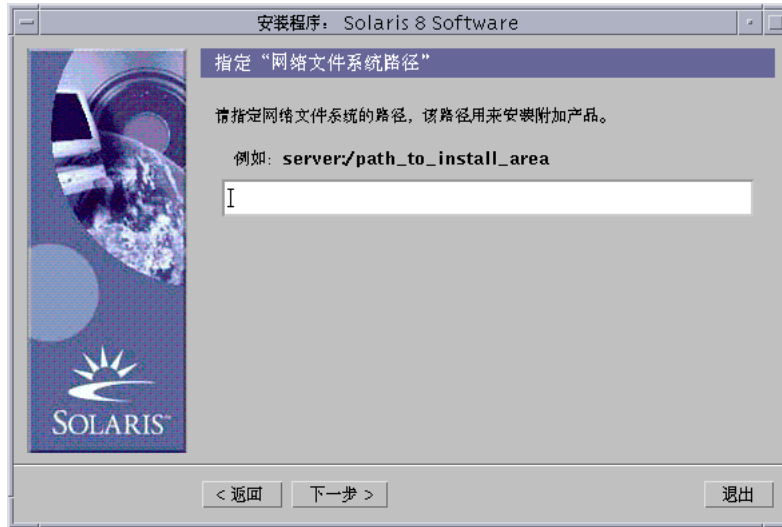 安装程序： Solaris 8 Software
指定“网络文件系统路径”
请指定网络文件系统的路径，该路径用来安装附加产品。
例如：server:/path_to_install_area
SOLARIS™
< 返回
下一步 >
退出